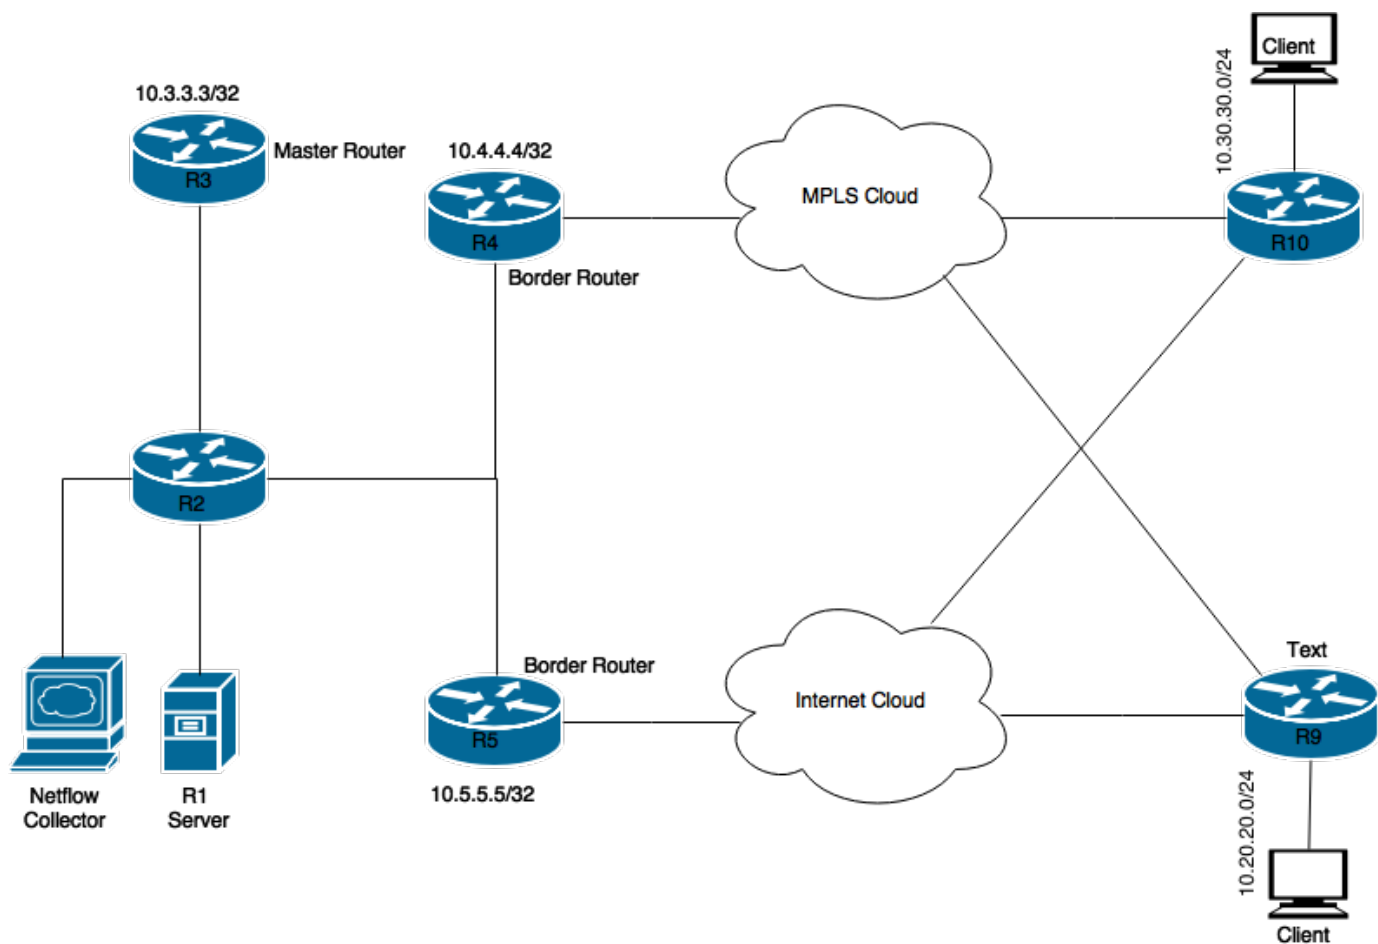 Client
10.30.30.0/24
10.3.3.3/32
Master Router
R3
10.4.4.4/32
R4
Border Router
MPLS Cloud
R10
R2
Border Router
R5
10.5.5.5/32
Internet Cloud
Text
R9
10.20.20.0/24
Netflow
Collector
R1
Server
Client